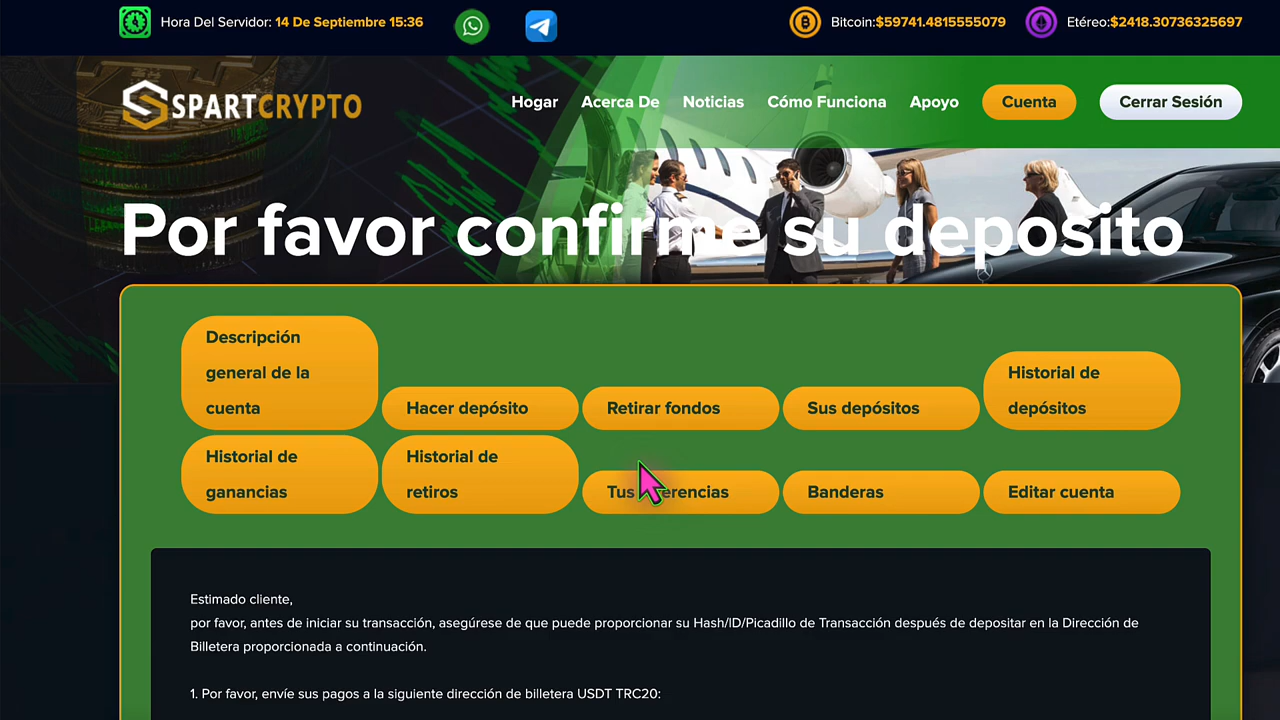 Hora Del Servidor: 14 De Septiembre 15:36
Bitcoin:$59741.4815555079
Etéreo:$2418.30736325697
SPARTCRYPTO
Hogar
Acerca De
Noticias
Cómo Funciona
Apoyo
Cuenta
Cerrar Sesión
Por favor confirme su deposito
Descripción
general de la
cuenta
Hacer depósito
Retirar fondos
Sus depósitos
Historial de
depósitos
Historial de
ganancias
Historial de
retiros
Tus
Banderas
Editar cuenta
Estimado cliente,
por favor, antes de iniciar su transacción, asegúrese de que puede proporcionar su Hash/ID/Picadillo de Transacción después de depositar en la Dirección de
Billetera proporcionada a continuación.
1. Por favor, envíe sus pagos a la siguiente dirección de billetera USDT TRC20: